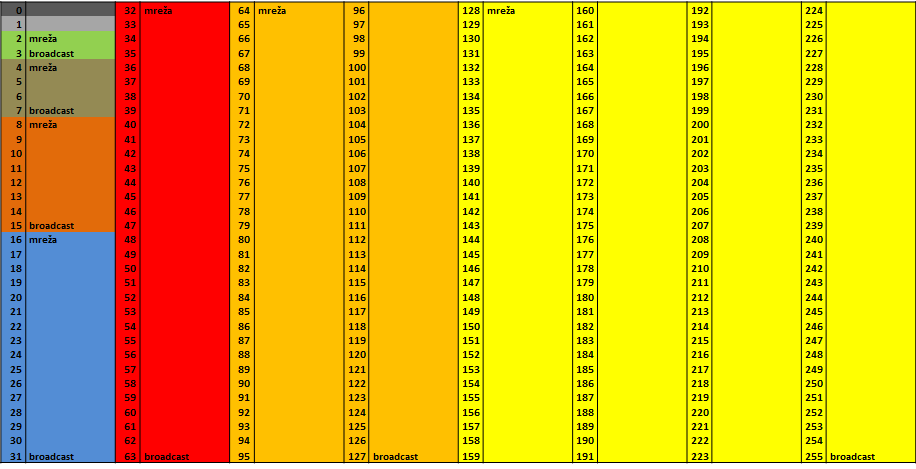 0 32 mreža 64 mreža 96 128 mreža 160 192 224
1 33 65 97 129 161 193 225
2 mreža 34 66 98 130 162 194 226
3 broadcast 35 67 99 131 163 195 227
4 mreža 36 68 100 132 164 196 228
5 37 69 101 133 165 197 229
6 38 70 102 134 166 198 230
7 broadcast 39 71 103 135 167 199 231
8 mreža 40 72 104 136 168 200 232
9 41 73 105 137 169 201 233
10 42 74 106 138 170 202 234
11 43 75 107 139 171 203 235
12 44 76 108 140 172 204 236
13 45 77 109 141 173 205 237
14 46 78 110 142 174 206 238
15 broadcast 47 79 111 143 175 207 239
16 mreža 48 80 112 144 176 208 240
17 49 81 113 145 177 209 241
18 50 82 114 146 178 210 242
19 51 83 115 147 179 211 243
20 52 84 116 148 180 212 244
21 53 85 117 149 181 213 245
22 54 86 118 150 182 214 246
23 55 87 119 151 183 215 247
24 56 88 120 152 184 216 248
25 57 89 121 153 185 217 249
26 58 90 122 154 186 218 250
27 59 91 123 155 187 219 251
28 60 92 124 156 188 220 252
29 61 93 125 157 189 221 253
30 62 94 126 158 190 222 254
31 broadcast 63 broadcast 95 127 broadcast 159 191 223 255 broadcast